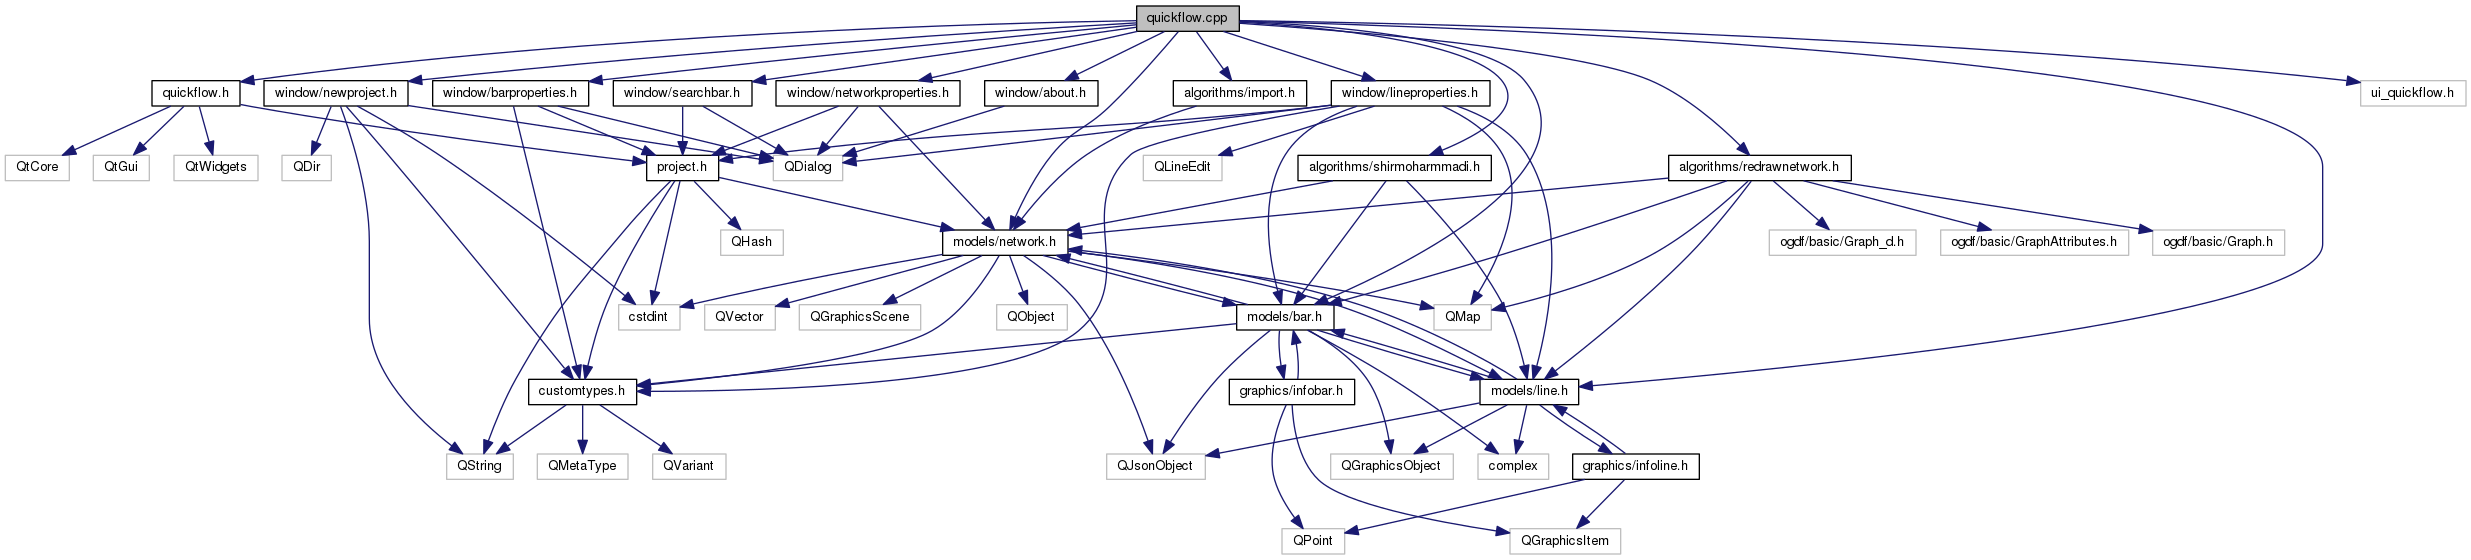 quickflow.cpp
quickflow.h
window/newproject.h
window/barproperties.h
window/searchbar.h
window/networkproperties.h
window/about.h
algorithms/import.h
window/lineproperties.h
ui_quickflow.h
QtCore
QtGui
QtWidgets
QDir
project.h
QDialog
QLineEdit
algorithms/shirmoharmmadi.h
algorithms/redrawnetwork.h
QHash
models/network.h
ogdf/basic/Graph_d.h
ogdf/basic/GraphAttributes.h
ogdf/basic/Graph.h
cstdint
QVector
QGraphicsScene
QObject
models/bar.h
QMap
customtypes.h
graphics/infobar.h
models/line.h
QString
QMetaType
QVariant
QJsonObject
QGraphicsObject
complex
graphics/infoline.h
QPoint
QGraphicsItem